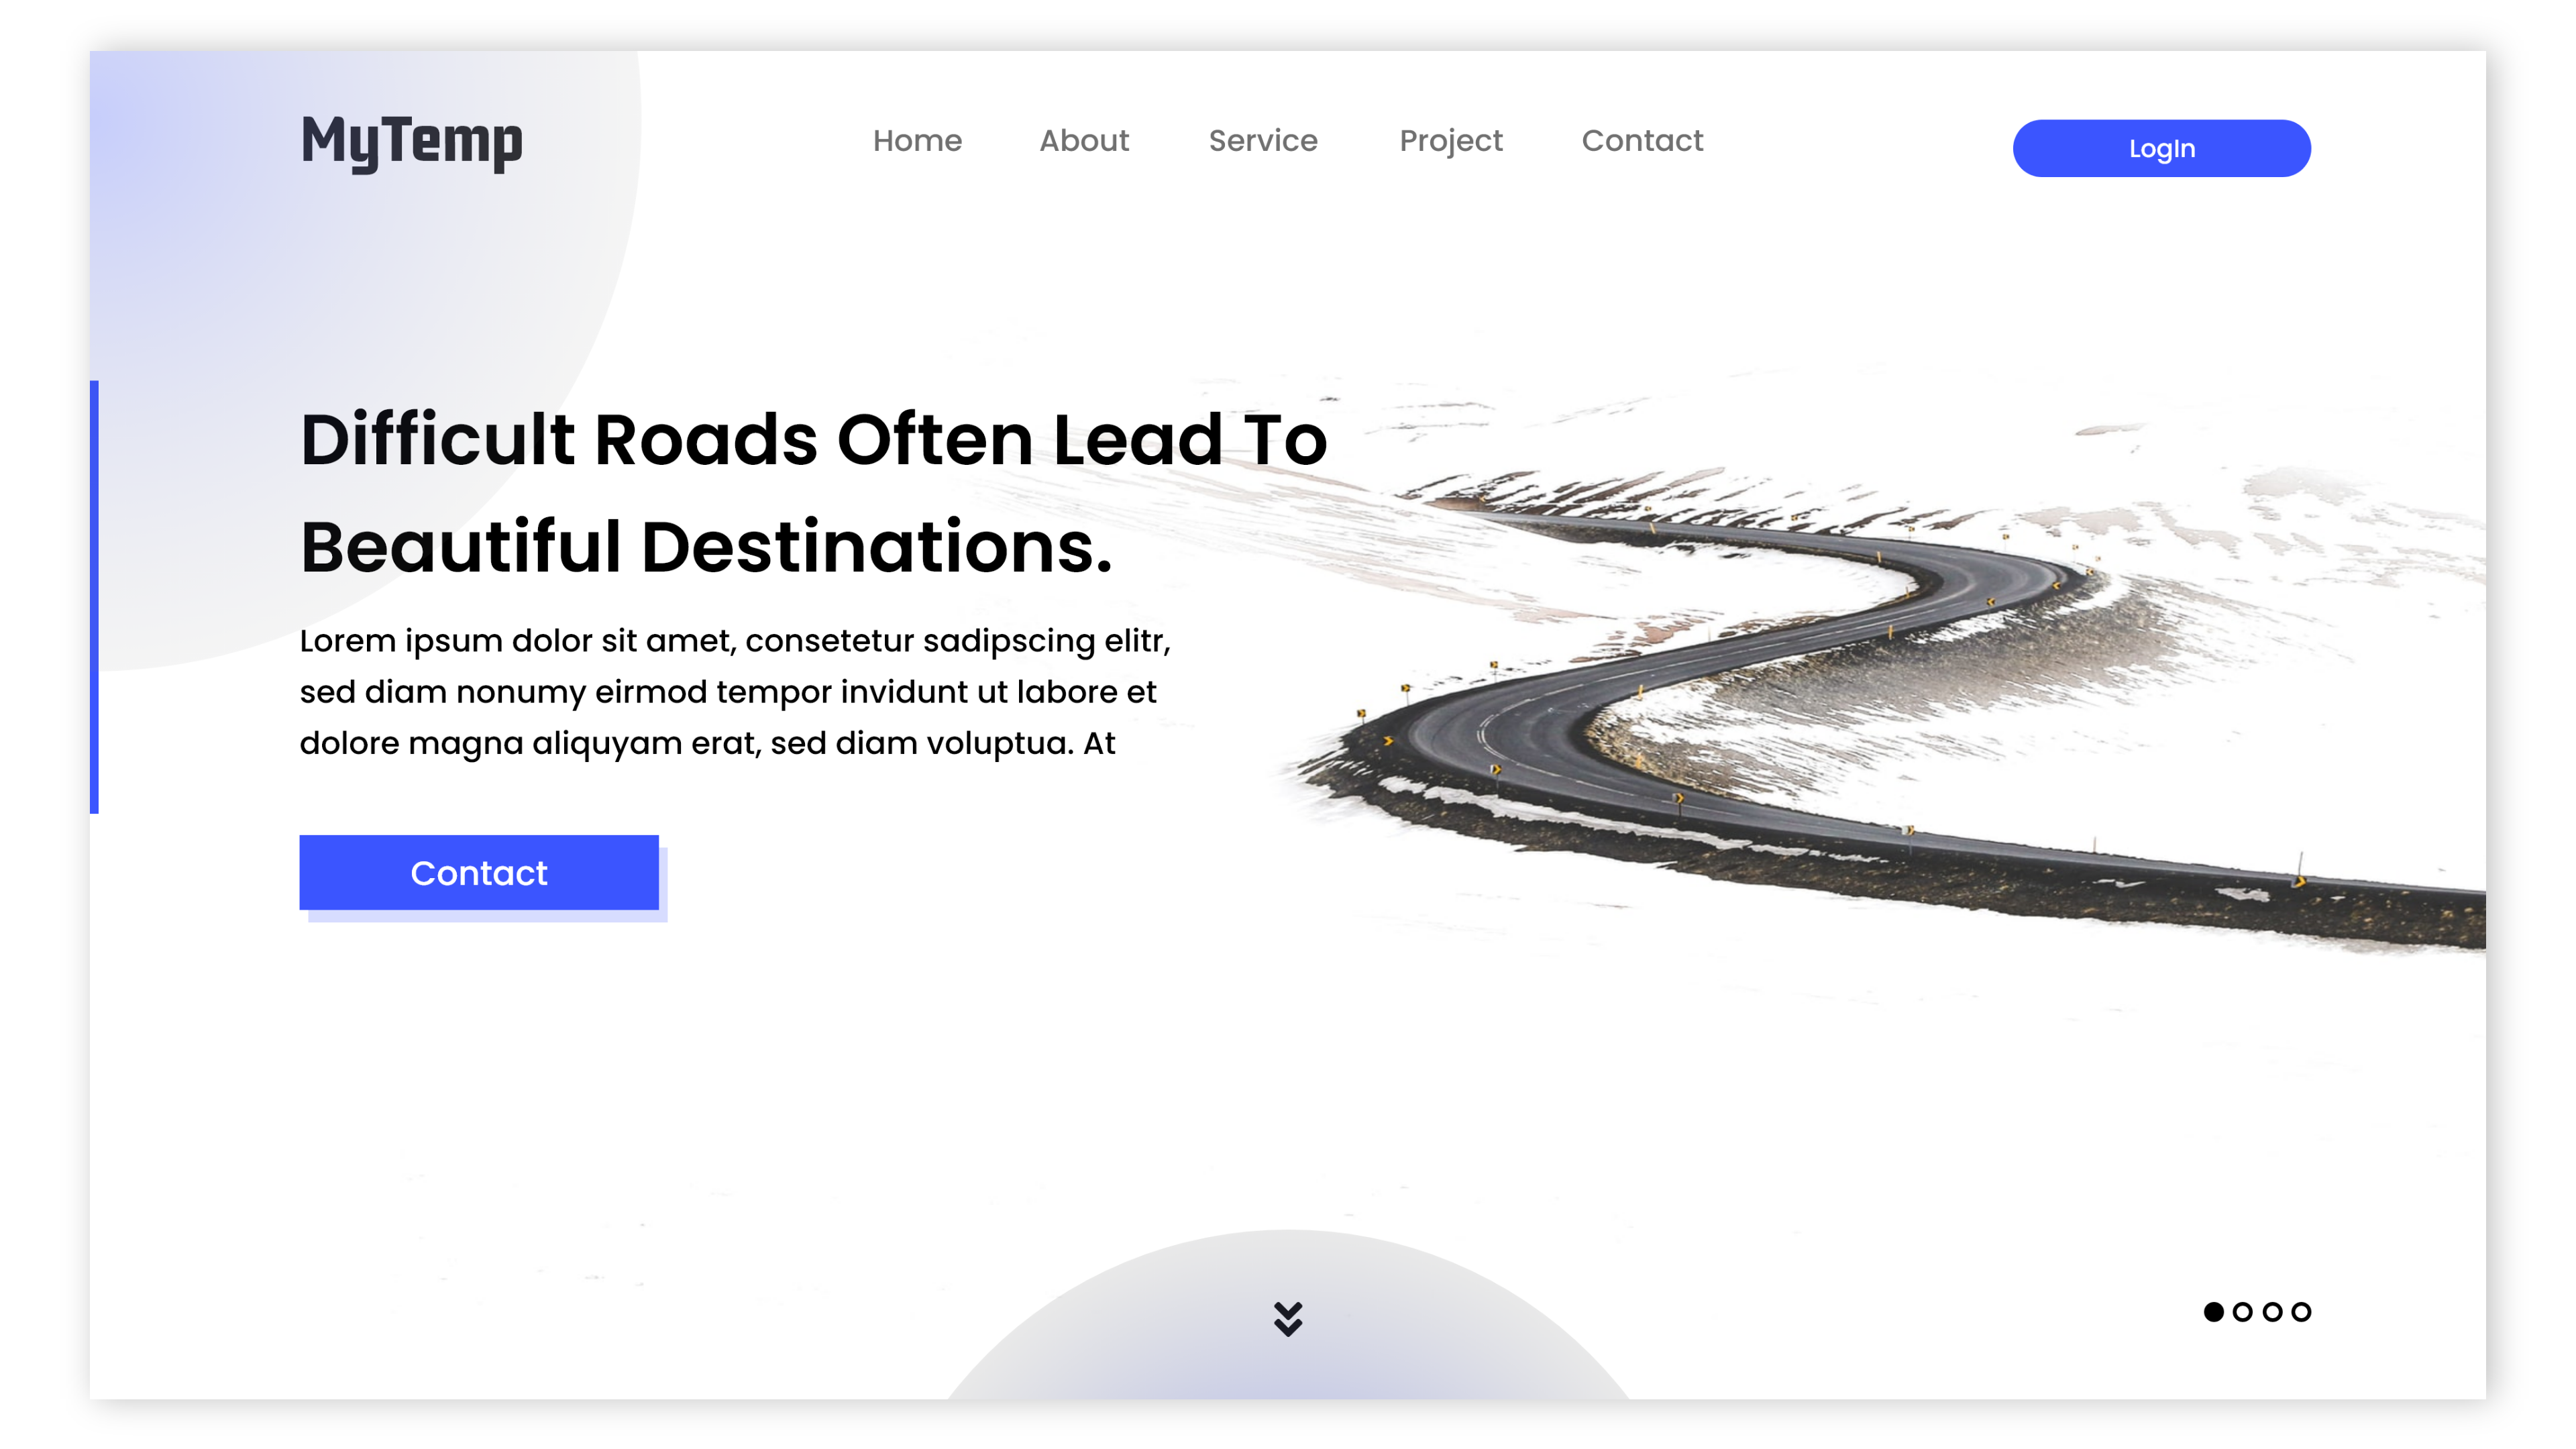 MyTemp
Home
About
Service
Project
Contact
LogIn
Difficult Roads Often Lead To
Beautiful Destinations.
Lorem ipsum dolor sit amet, consetetur sadipscing elitr,
sed diam nonumy eirmod tempor invidunt ut labore et
dolore magna aliquyam erat, sed diam voluptua. At
Contact